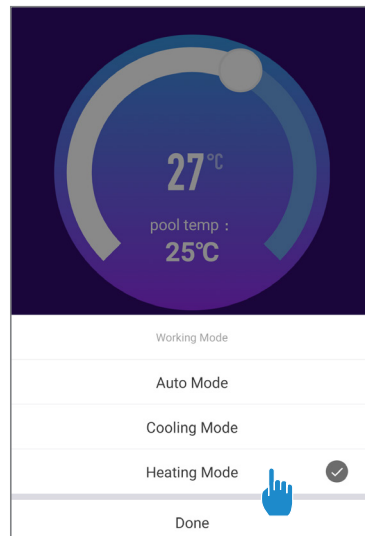 27°C
pool temp :
25°C
Working Mode
Auto Mode
Cooling Mode
Heating Mode
Done